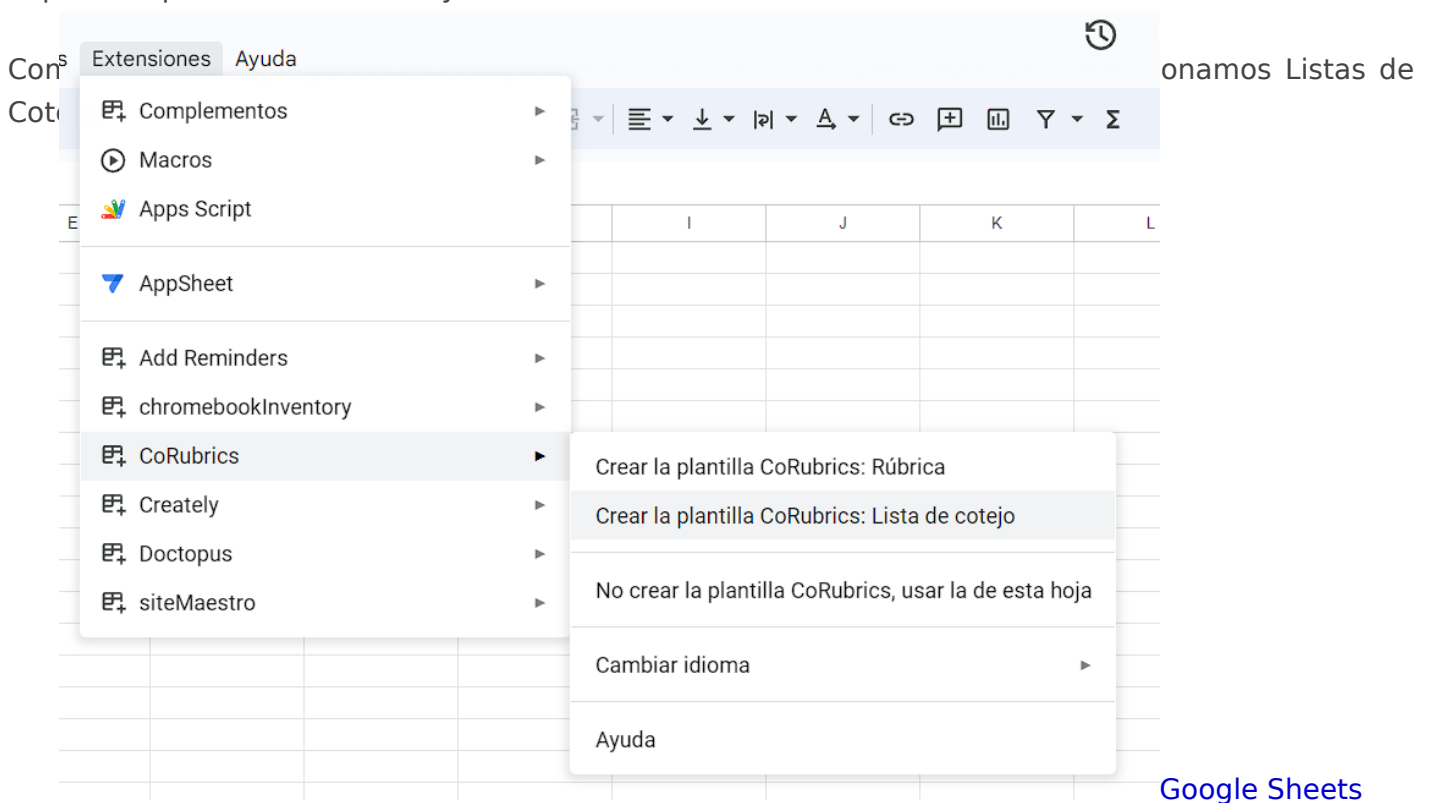 s Extensiones Ayuda
onamos Listas de
Complementos
Macros
Apps Script
E I J K L
AppSheet
Add Reminders
chromebookInventory
CoRubrics
Crear la plantilla CoRubrics: Rúbrica
Creately
Crear la plantilla CoRubrics: Lista de cotejo
Doctopus
No crear la plantilla CoRubrics, usar la de esta hoja
siteMaestro
Cambiar idioma
Ayuda
Google Sheets